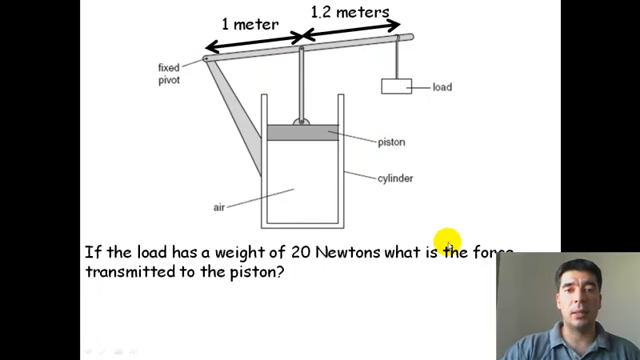 1 meter
1.2 meters
fixed
pivot
load
piston
cylinder
air
If the load has a weight of 20 Newtons what is the force
transmitted to the piston?